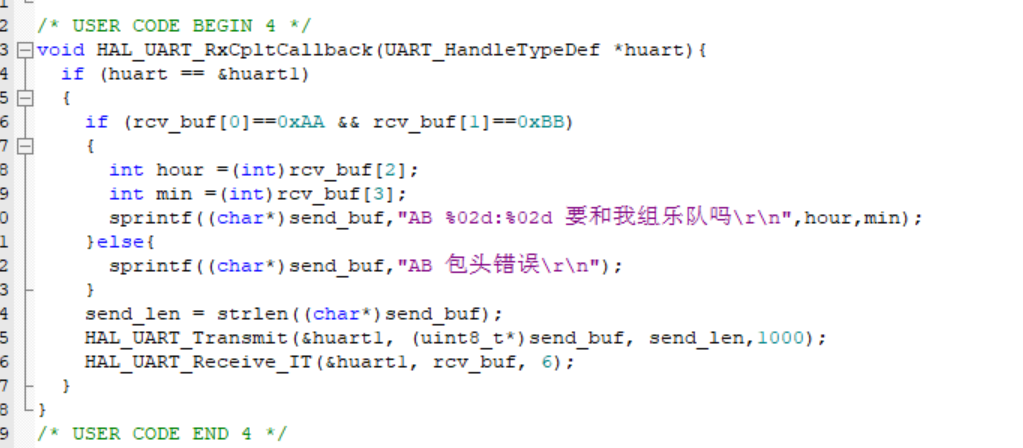 1
2 /* USER CODE BEGIN 4 */
3 void HAL_UART_RxCpltCallback(UART_HandleTypeDef *huart){
4 if (huart == &huart1)
5 {
6 if (rcv_buf[0]==0xAA && rcv_buf[1]==0xBB)
7 {
8 int hour =(int)rcv_buf[2];
9 int min =(int)rcv_buf[3];
0 sprintf((char*)send_buf,"AB %02d:%02d 要和我组乐队吗\r\n",hour,min);
1 }else{
2 sprintf((char*)send_buf,"AB 包头错误\r\n");
3 }
4 send_len = strlen((char*)send_buf);
5 HAL_UART_Transmit(&huart1, (uint8_t*)send_buf, send_len,1000);
6 HAL_UART_Receive_IT(&huart1, rcv_buf, 6);
7 }
8 }
9 /* USER CODE END 4 */